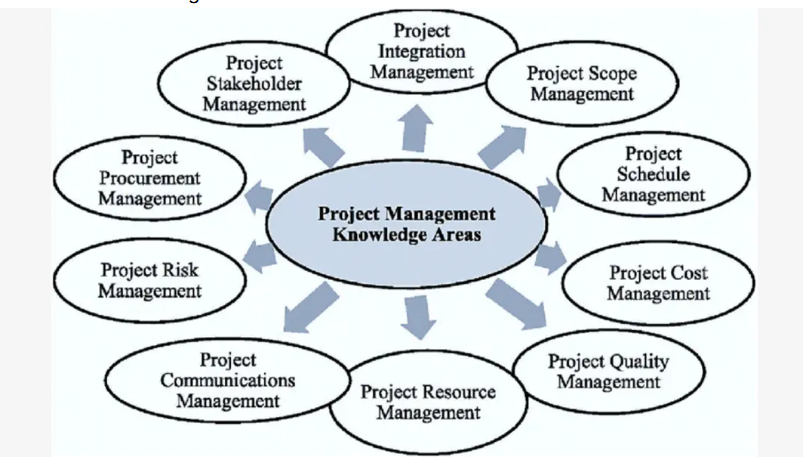 Project
Integration
Management
Project
Stakeholder
Management
Project Scope
Management
Project
Procurement
Management
Project
Schedule
Management
Project Management
Knowledge Areas
Project Risk
Management
Project Cost
Management
Project
Communications
Management
Project Resource
Management
Project Quality
Management